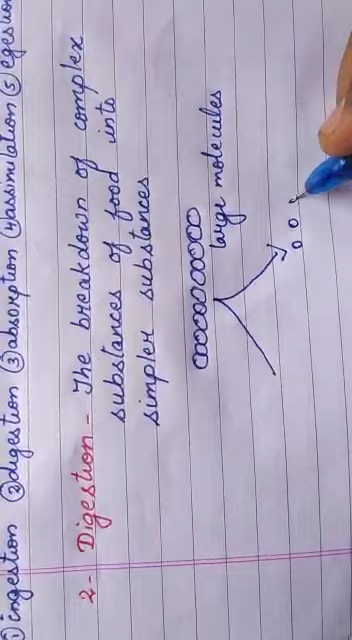 ① ingestion ② digestion ③ absorption ④ assimilation ⑤ egestion
2- Digestion - The breakdown of complex
substances of food into
simpler substances
large molecules